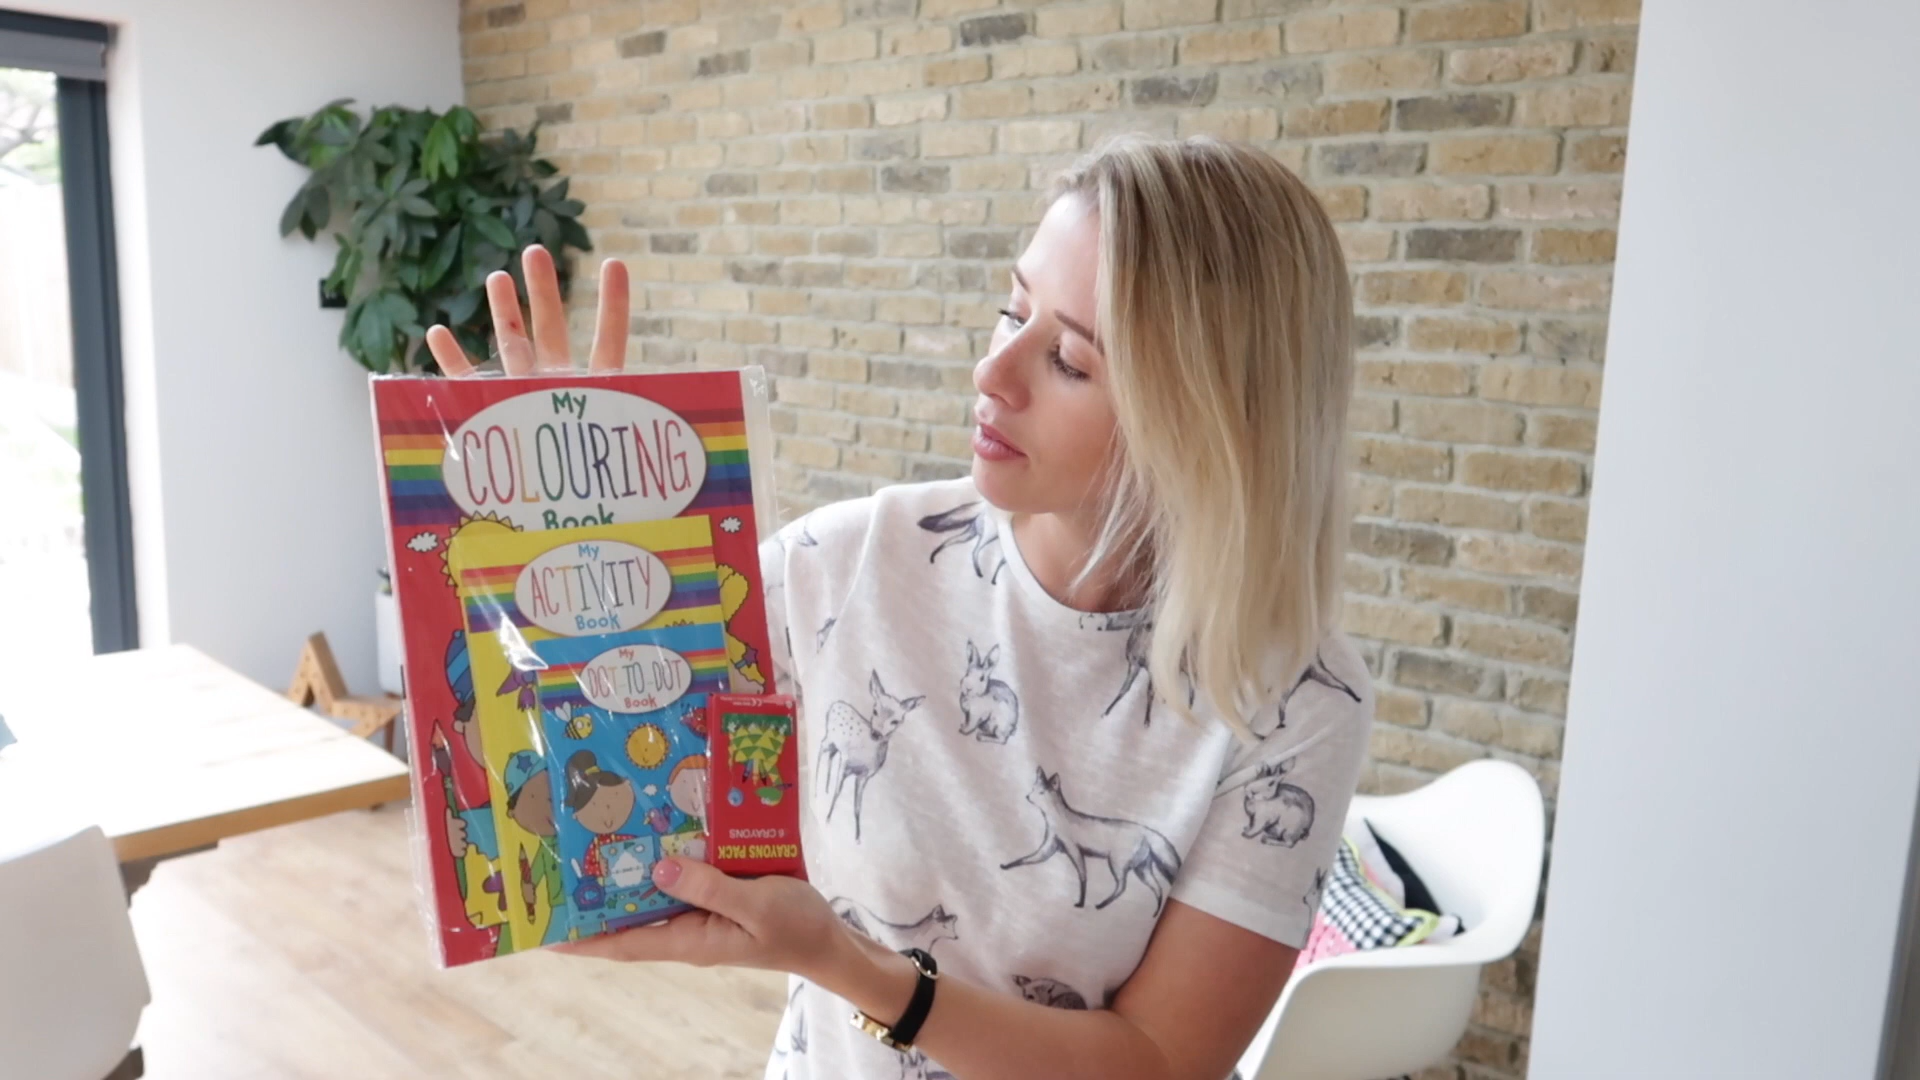 My
COLOURING
Book
My
ACTIVITY
Book
My
DOT-TO-DOT
Book
CRAYONS PACK
6 CRAYONS